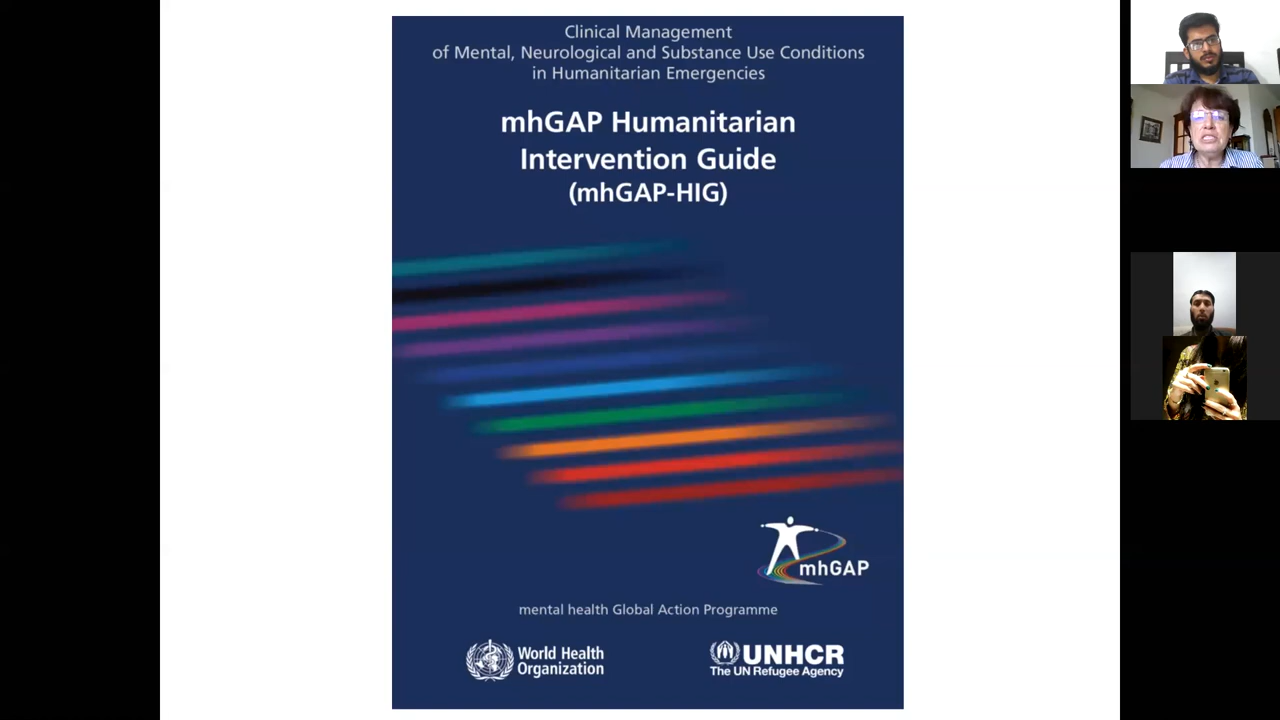 Clinical Management
of Mental, Neurological and Substance Use Conditions
in Humanitarian Emergencies
mhGAP Humanitarian
Intervention Guide
(mhGAP-HIG)
mhGAP
mental health Global Action Programme
World Health
Organization
UNHCR
The UN Refugee Agency